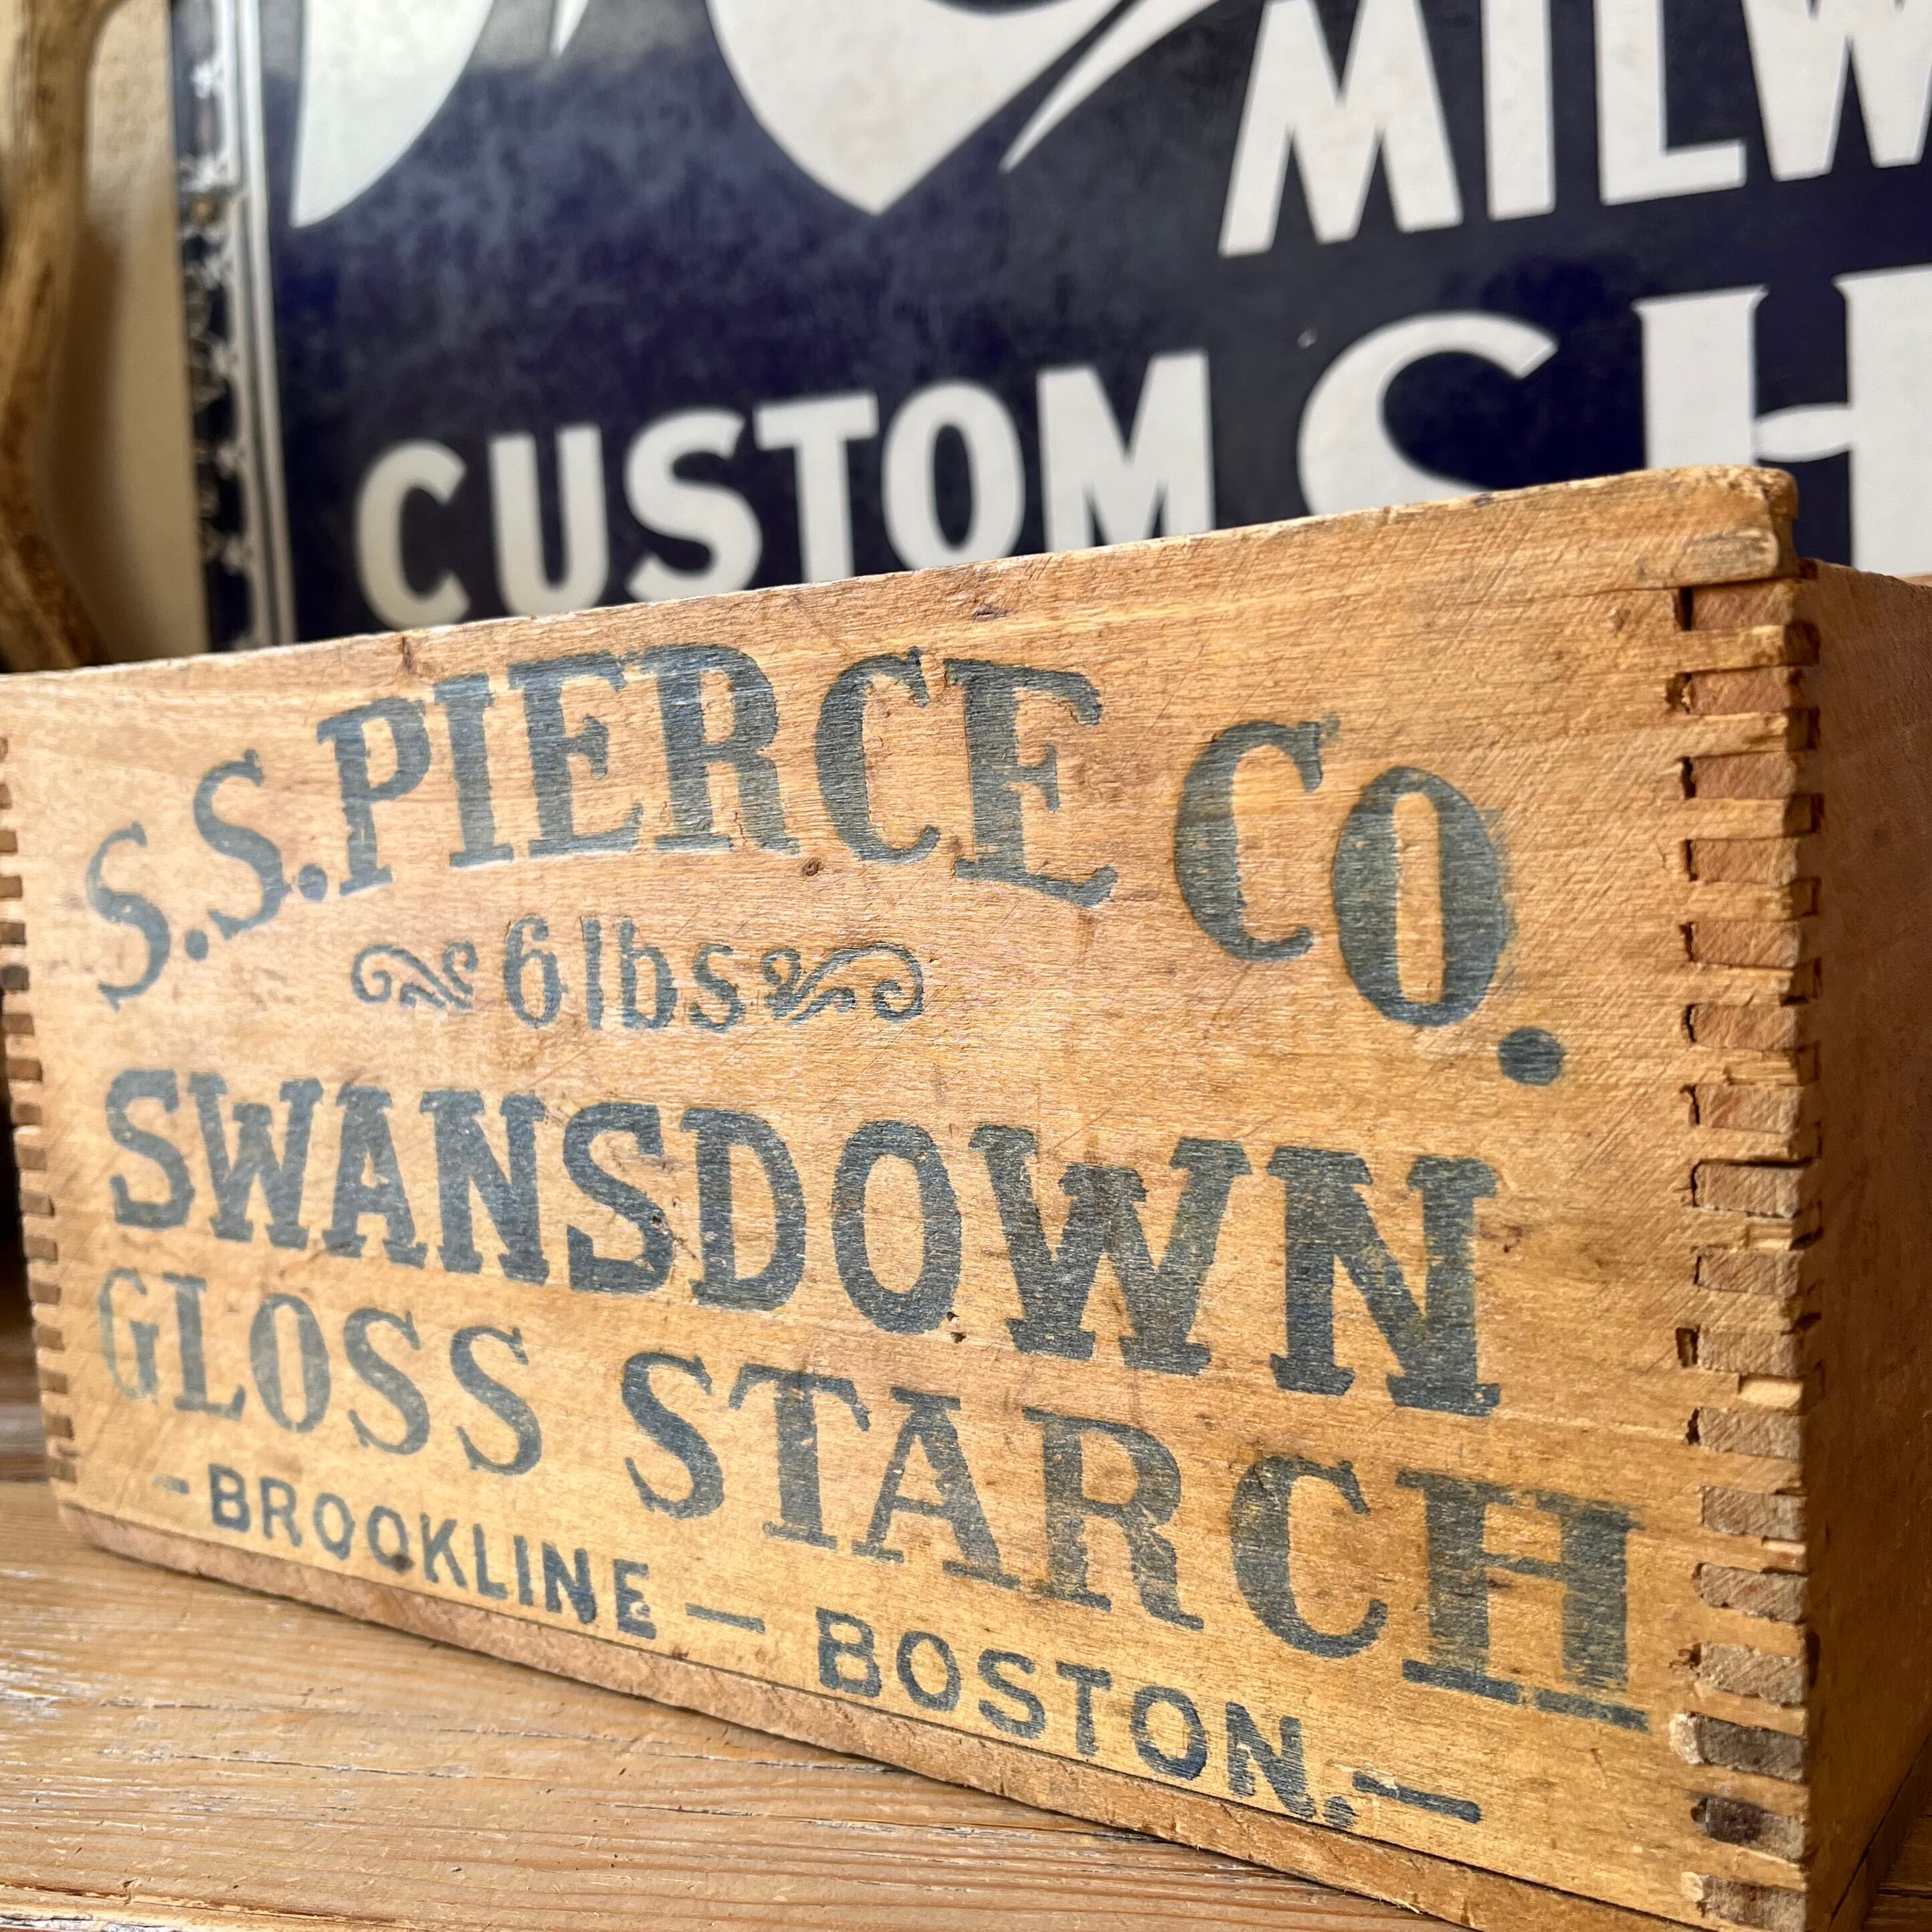 MILW
CUSTOM SH
S.S. PIERCE CO.
6 lbs
SWANSDOWN
GLOSS STARCH
- BROOKLINE - BOSTON. -